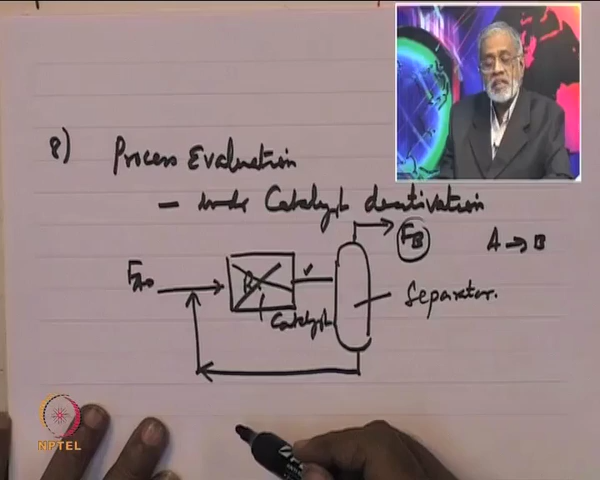 8) Process Evaluation
— under Catalyst deactivation
FB A → B
FA0 R Separator.
Catalyst
NPTEL